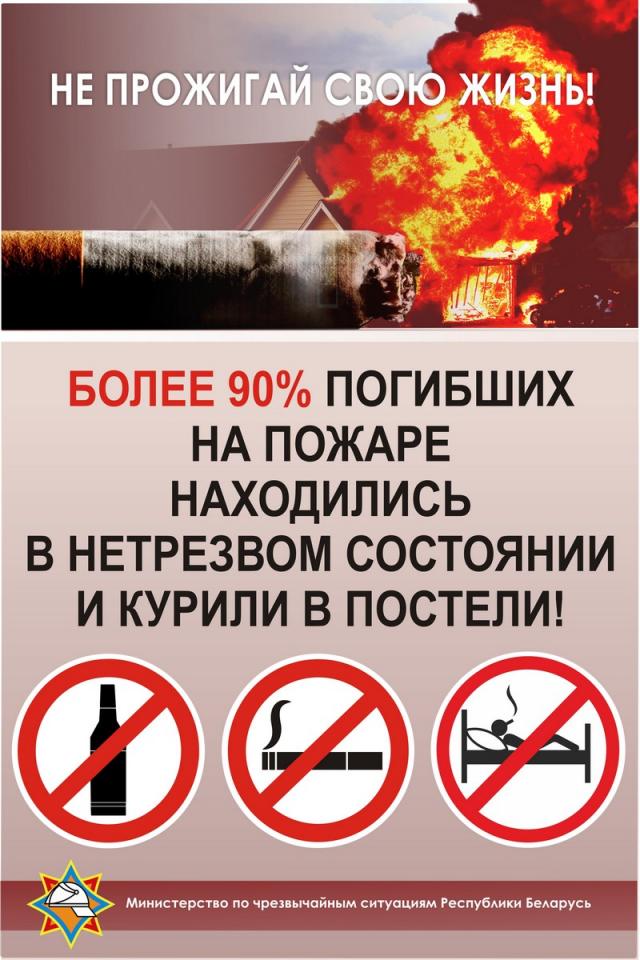 НЕ ПРОЖИГАЙ СВОЮ ЖИЗНЬ!
БОЛЕЕ 90% ПОГИБШИХ
НА ПОЖАРЕ
НАХОДИЛИСЬ
В НЕТРЕЗВОМ СОСТОЯНИИ
И КУРИЛИ В ПОСТЕЛИ!
Министерство по чрезвычайным ситуациям Республики Беларусь